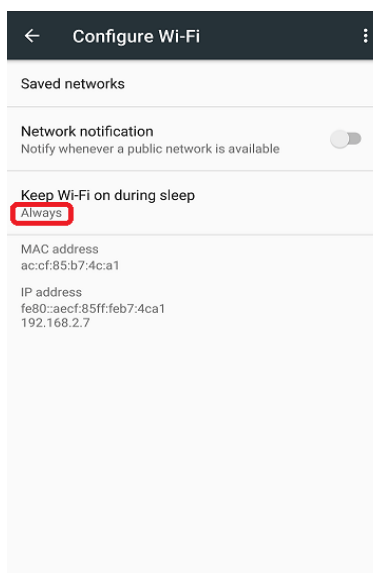 Configure Wi-Fi
Saved networks
Network notification
Notify whenever a public network is available
Keep Wi-Fi on during sleep
Always
MAC address
ac:cf:85:b7:4c:a1
IP address
fe80::aecf:85ff:feb7:4ca1
192.168.2.7